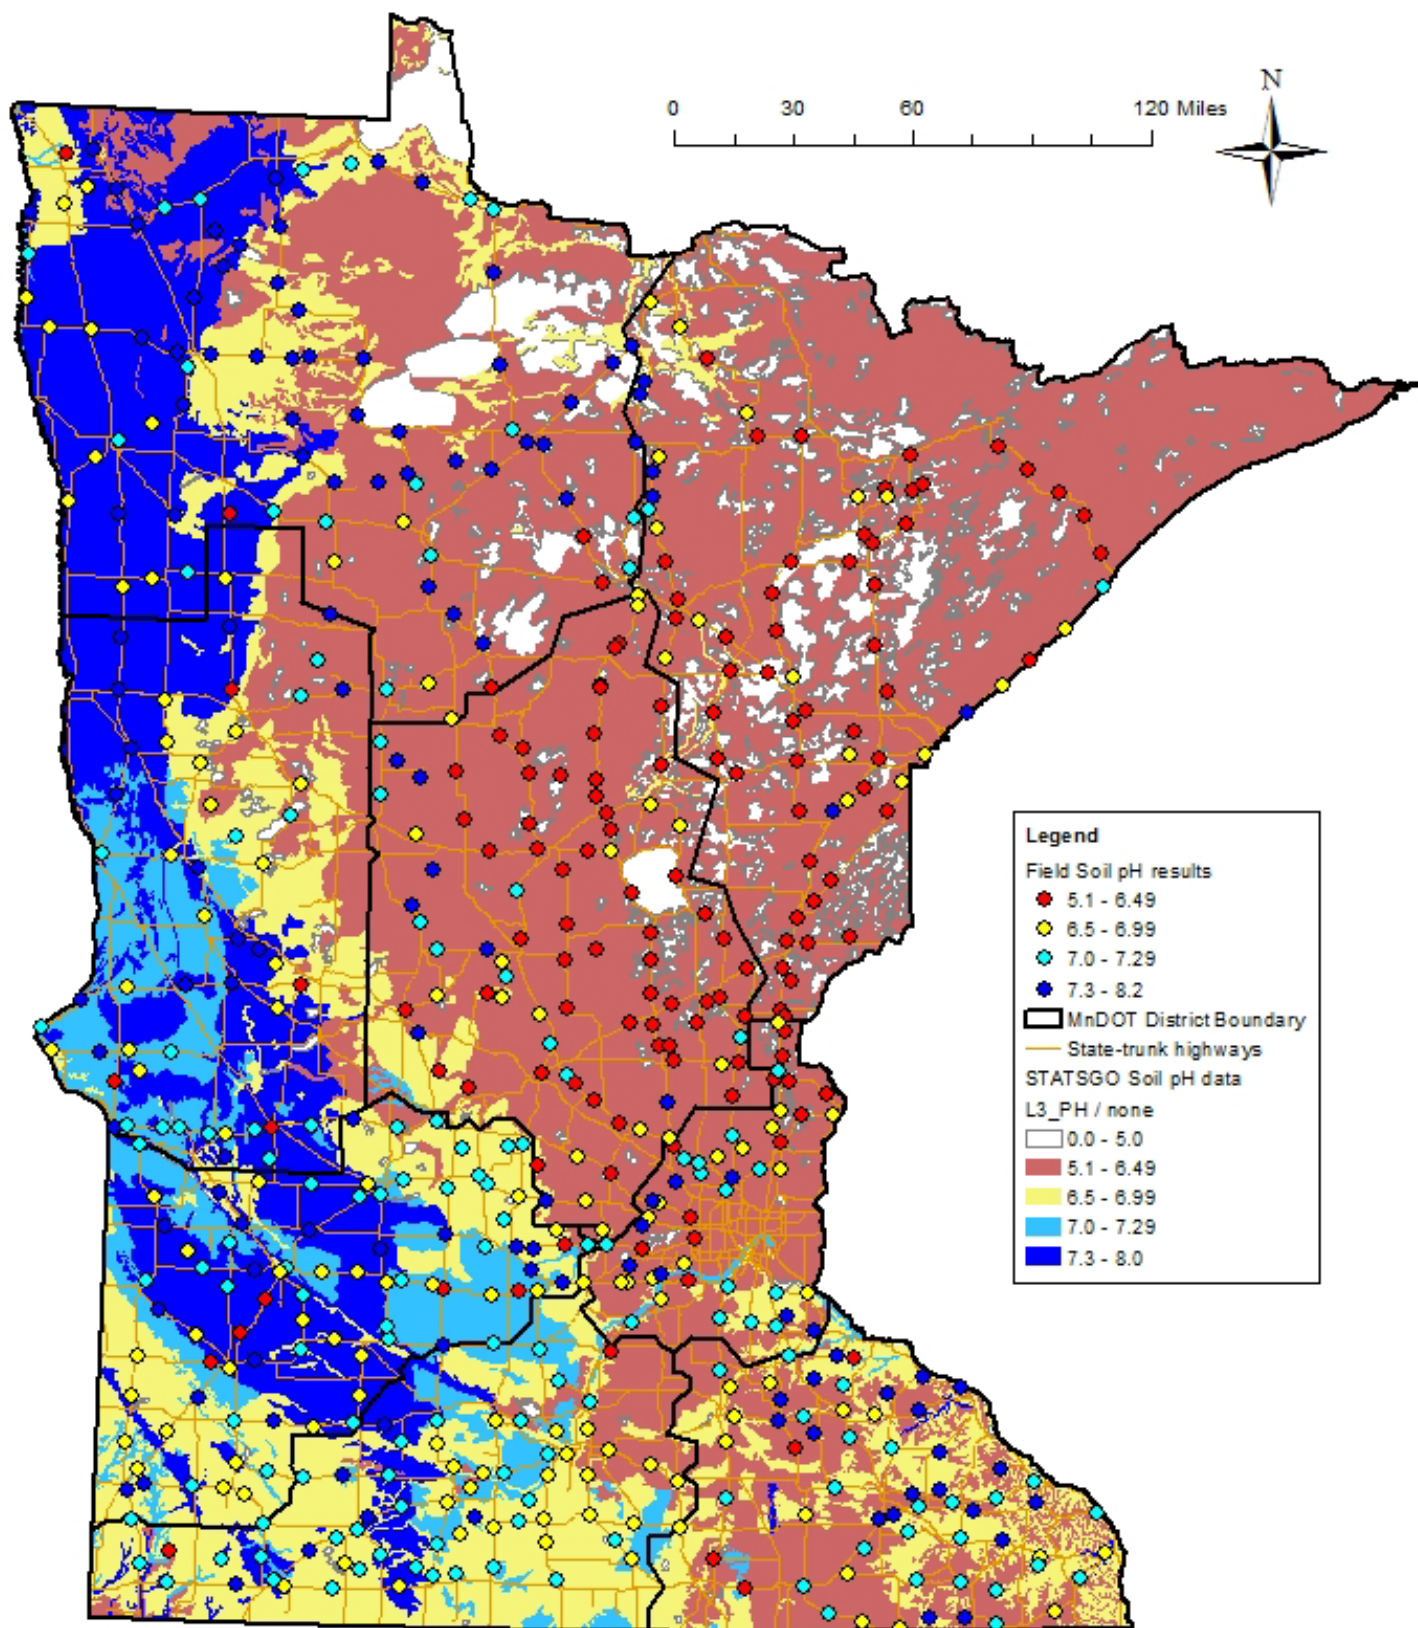 N
0 30 60 120 Miles
Legend
Field Soil pH results
5.1 - 6.49
6.5 - 6.99
7.0 - 7.29
7.3 - 8.2
MnDOT District Boundary
State-trunk highways
STATSGO Soil pH data
L3_PH / none
0.0 - 5.0
5.1 - 6.49
6.5 - 6.99
7.0 - 7.29
7.3 - 8.0